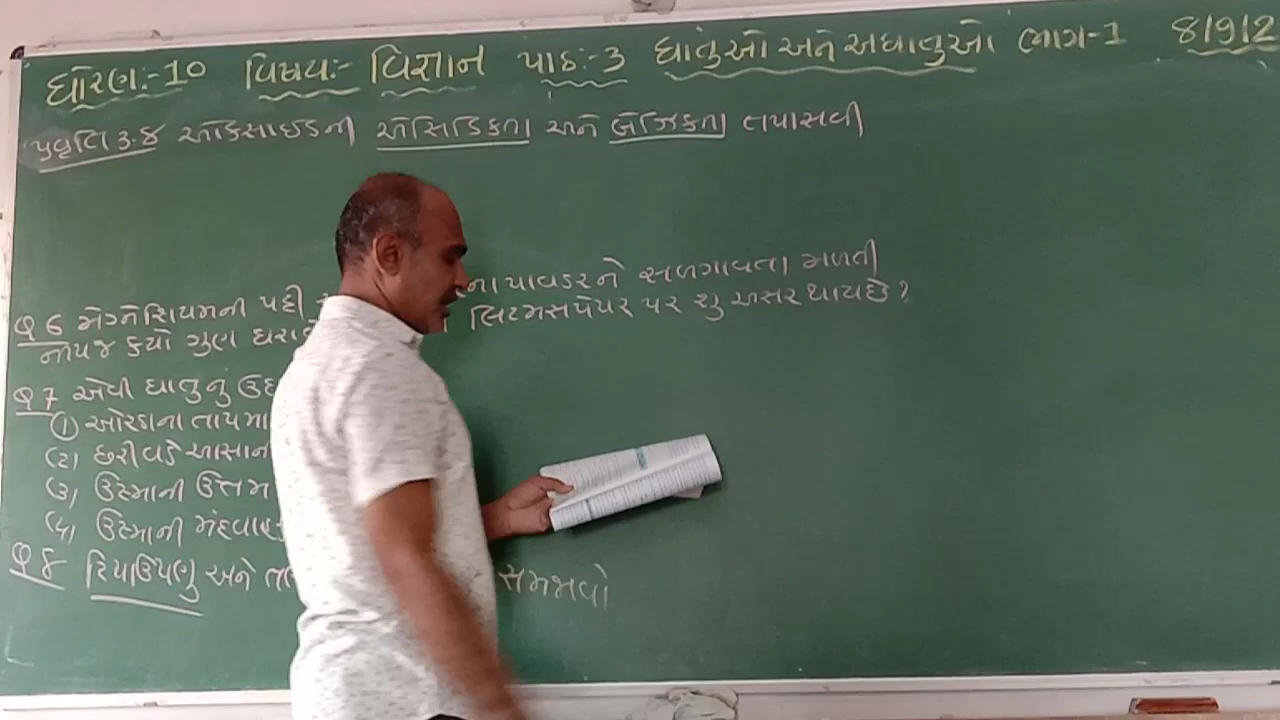 ધોરણ:-10 વિષય:- વિજ્ઞાન પાઠ:-3 ધાતુઓ અને અધાતુઓ ભાગ-1 8/9/2
પ્રવૃત્તિ 3.4 ઓક્સાઇડની એસિડિકતા અને બેઝિકતા તપાસવી
Q 6 મેગ્નેશિયમની પટ્ટી ના પાવડરને સળગાવતા મળતી
નીપજ કયો ગુણ ધરાવે લિટમસપેપર પર શુ અસર થાય છે?
Q 7 એવી ધાતુનું ઉદા
(1) ઓરડાના તાપમા
(2) છરી વડે આસાની
(3) ઉષ્માની ઉત્તમ
(4) ઉષ્માની મંદવાહ
Q 8 ટિપાઉપણુ અને સમજાવો